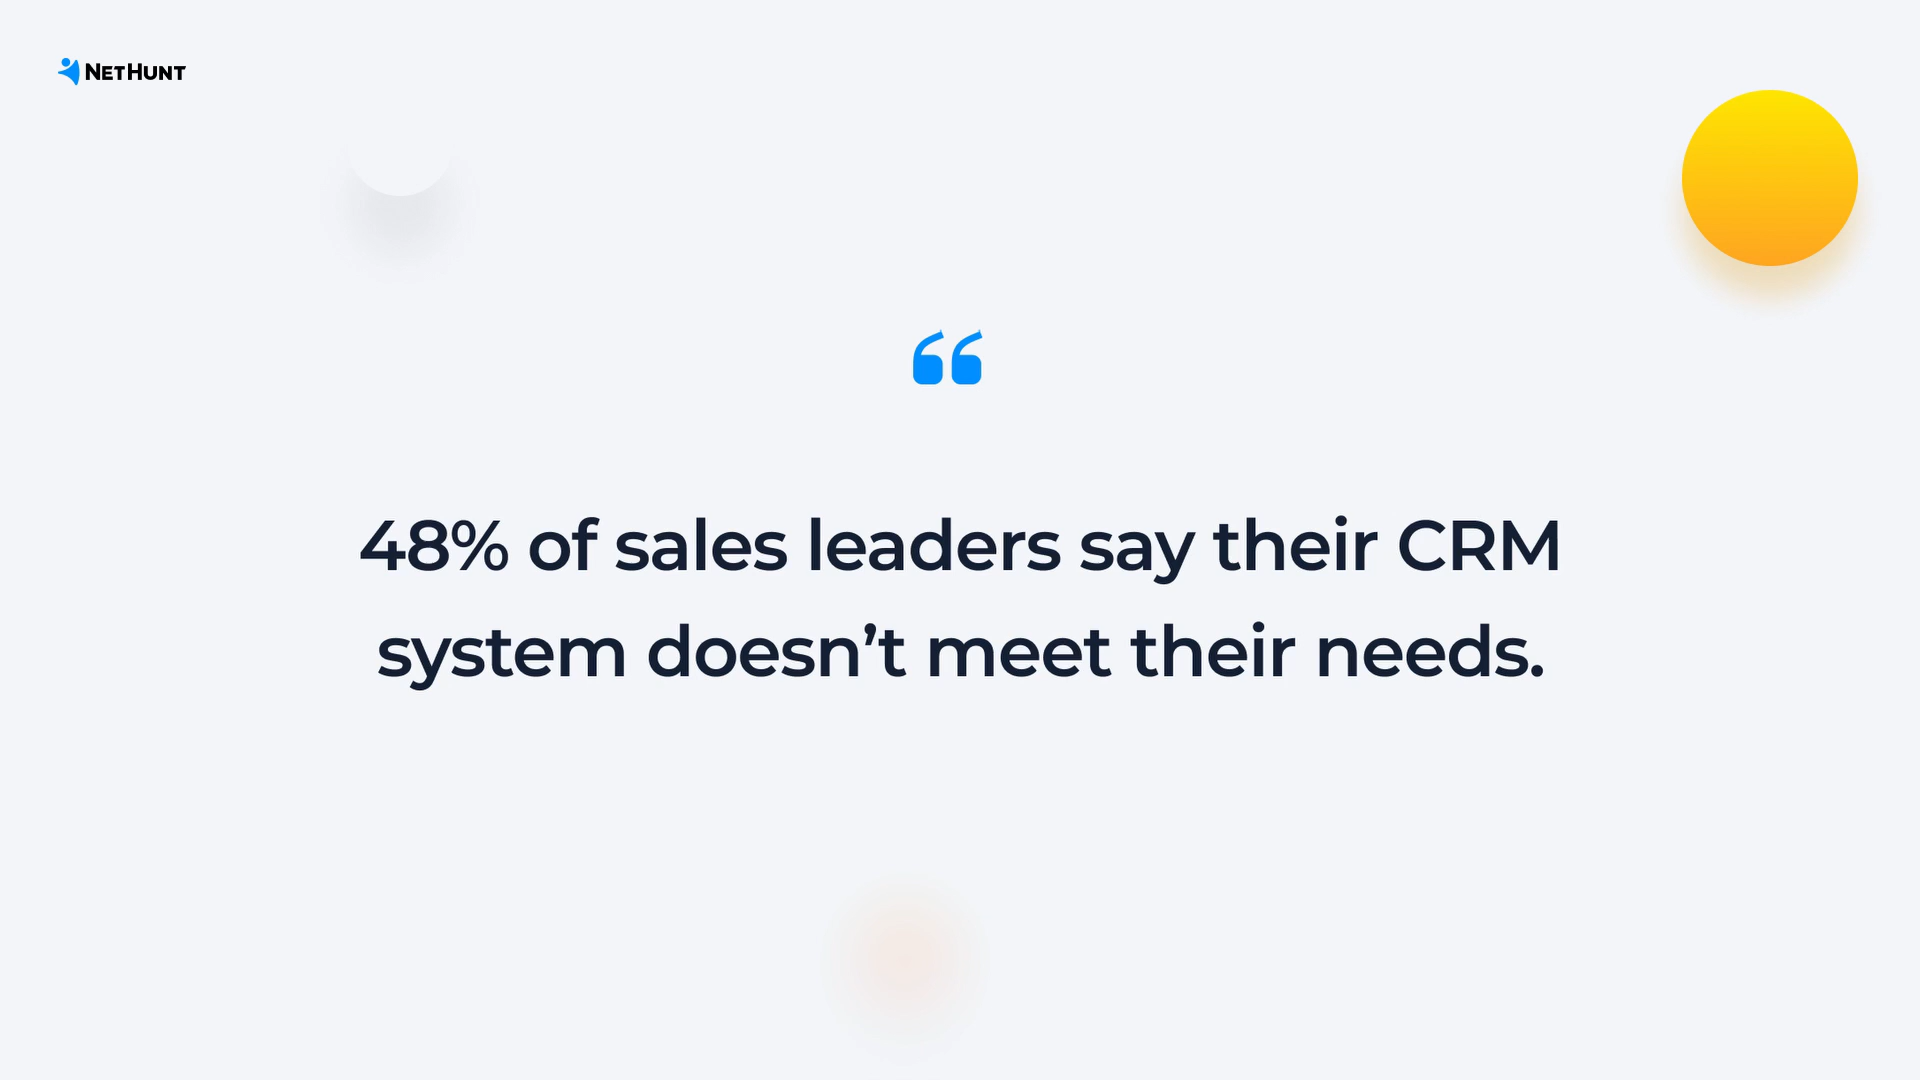 NETHUNT
“
48% of sales leaders say their CRM
system doesn’t meet their needs.